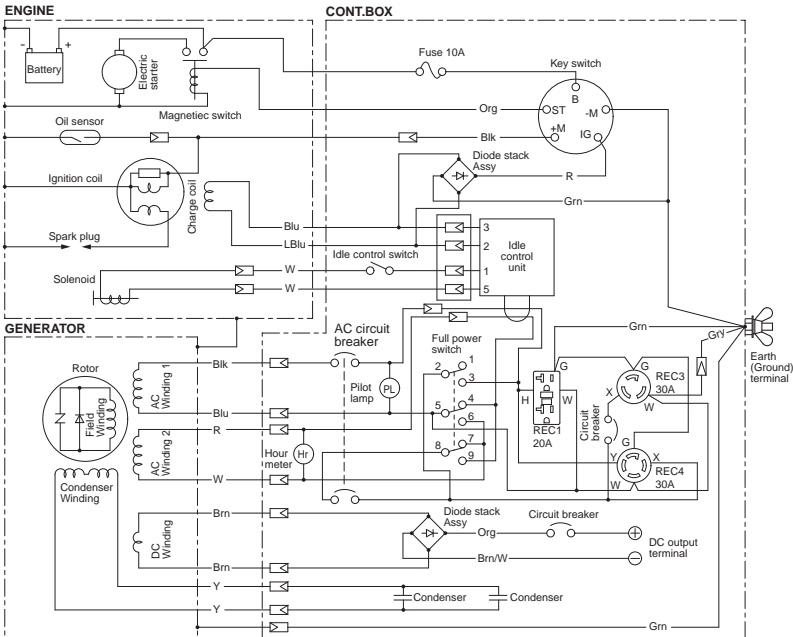 ENGINE
CONT.BOX
- +
Battery
Electric
starter
Magnetiec switch
Fuse 10A
Key switch
B
ST
-M
+M
IG
Org
Blk
Oil sensor
Diode stack
Assy
R
Grn
Ignition coil
Charge coil
Blu
LBlu
Spark plug
Idle control switch
Solenoid
W
W
3
2
1
5
Idle
control
unit
GENERATOR
AC circuit
breaker
Full power
switch
Grn
Gry
Earth
(Ground)
terminal
Rotor
Field
Winding
AC
Winding 1
Blk
Blu
Pilot
lamp
PL
1
2
3
4
5
6
7
8
9
G
H
W
REC1
20A
Circuit
breaker
G
X
W
REC3
30A
G
Y
X
W
REC4
30A
AC
Winding 2
R
W
Hour
meter
Hr
Condenser
Winding
DC
Winding
Brn
Brn
Diode stack
Assy
Org
Circuit breaker
+
Brn/W
−
DC output
terminal
Y
Y
Condenser
Condenser
Grn